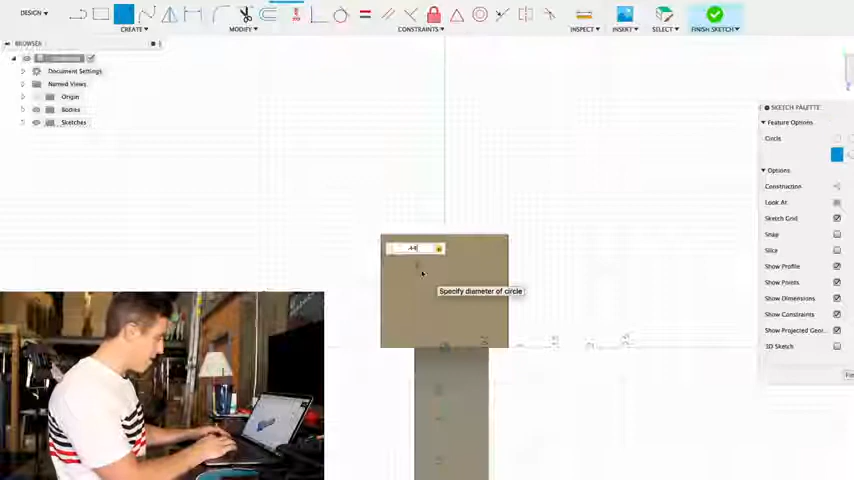 DESIGN
CREATE
MODIFY
CONSTRAINTS
INSPECT
INSERT
SELECT
FINISH SKETCH
BROWSER
Document Settings
Named Views
Origin
Bodies
Sketches
.44
Specify diameter of circle
SKETCH PALETTE
Feature Options
Circle
Options
Construction
Look At
Sketch Grid
Snap
Slice
Show Profile
Show Points
Show Dimensions
Show Constraints
Show Projected Geor...
3D Sketch